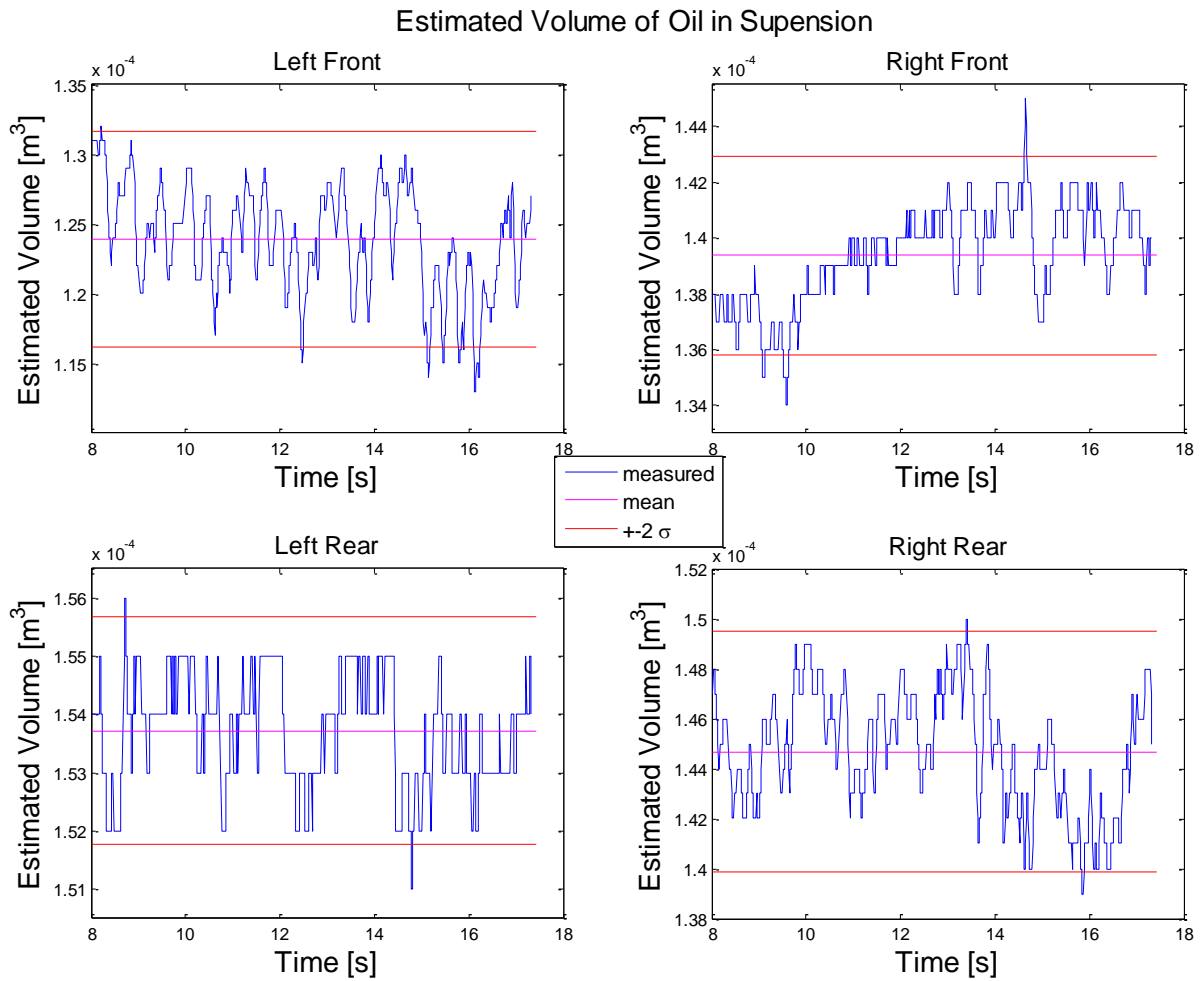 Estimated Volume of Oil in Supension
Left Front
x 10^-4
Estimated Volume [m^3]
1.35
1.3
1.25
1.2
1.15
8 10 12 14 16 18
Time [s]
Right Front
x 10^-4
Estimated Volume [m^3]
1.44
1.42
1.4
1.38
1.36
1.34
8 10 12 14 16 18
Time [s]
measured
mean
+-2 σ
Left Rear
x 10^-4
Estimated Volume [m^3]
1.56
1.55
1.54
1.53
1.52
1.51
8 10 12 14 16 18
Time [s]
Right Rear
x 10^-4
Estimated Volume [m^3]
1.52
1.5
1.48
1.46
1.44
1.42
1.4
1.38
8 10 12 14 16 18
Time [s]